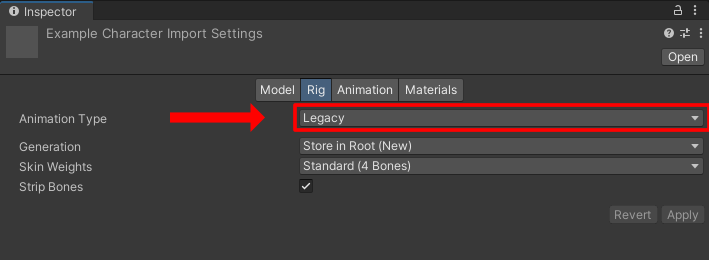 Inspector
Example Character Import Settings
Open
Model Rig Animation Materials
Animation Type Legacy
Generation Store in Root (New)
Skin Weights Standard (4 Bones)
Strip Bones
Revert Apply